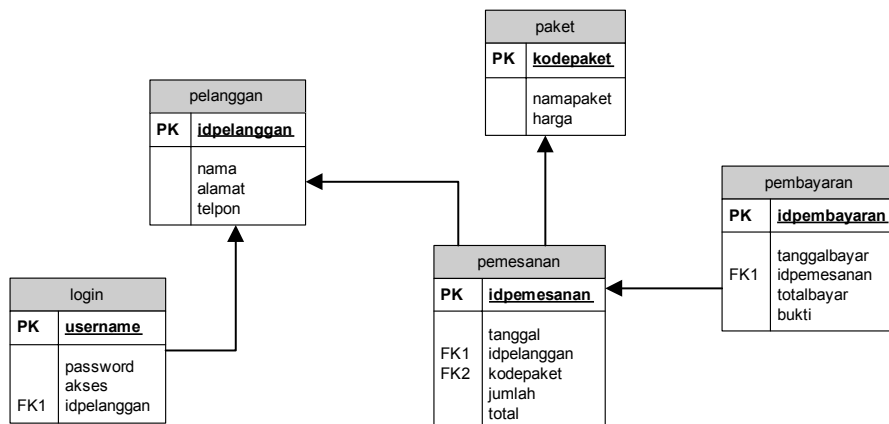 paket
PK kodepaket
namapaket
harga
pelanggan
PK idpelanggan
nama
alamat
telpon
pembayaran
PK idpembayaran
tanggalbayar
FK1 idpemesanan
totalbayar
bukti
pemesanan
PK idpemesanan
tanggal
FK1 idpelanggan
FK2 kodepaket
jumlah
total
login
PK username
password
akses
FK1 idpelanggan